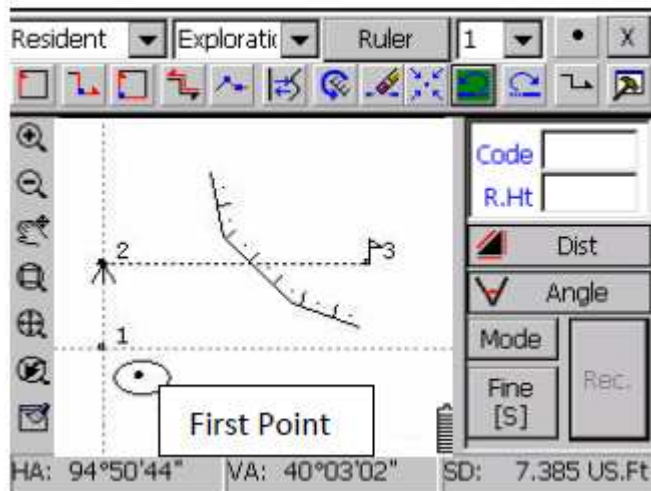 Resident Explorati Ruler 1 X
Code
R.Ht
2 3
Dist
Angle
1
Mode
Fine
[S]
Rec.
First Point
HA: 94°50'44" VA: 40°03'02" SD: 7.385 US.Ft